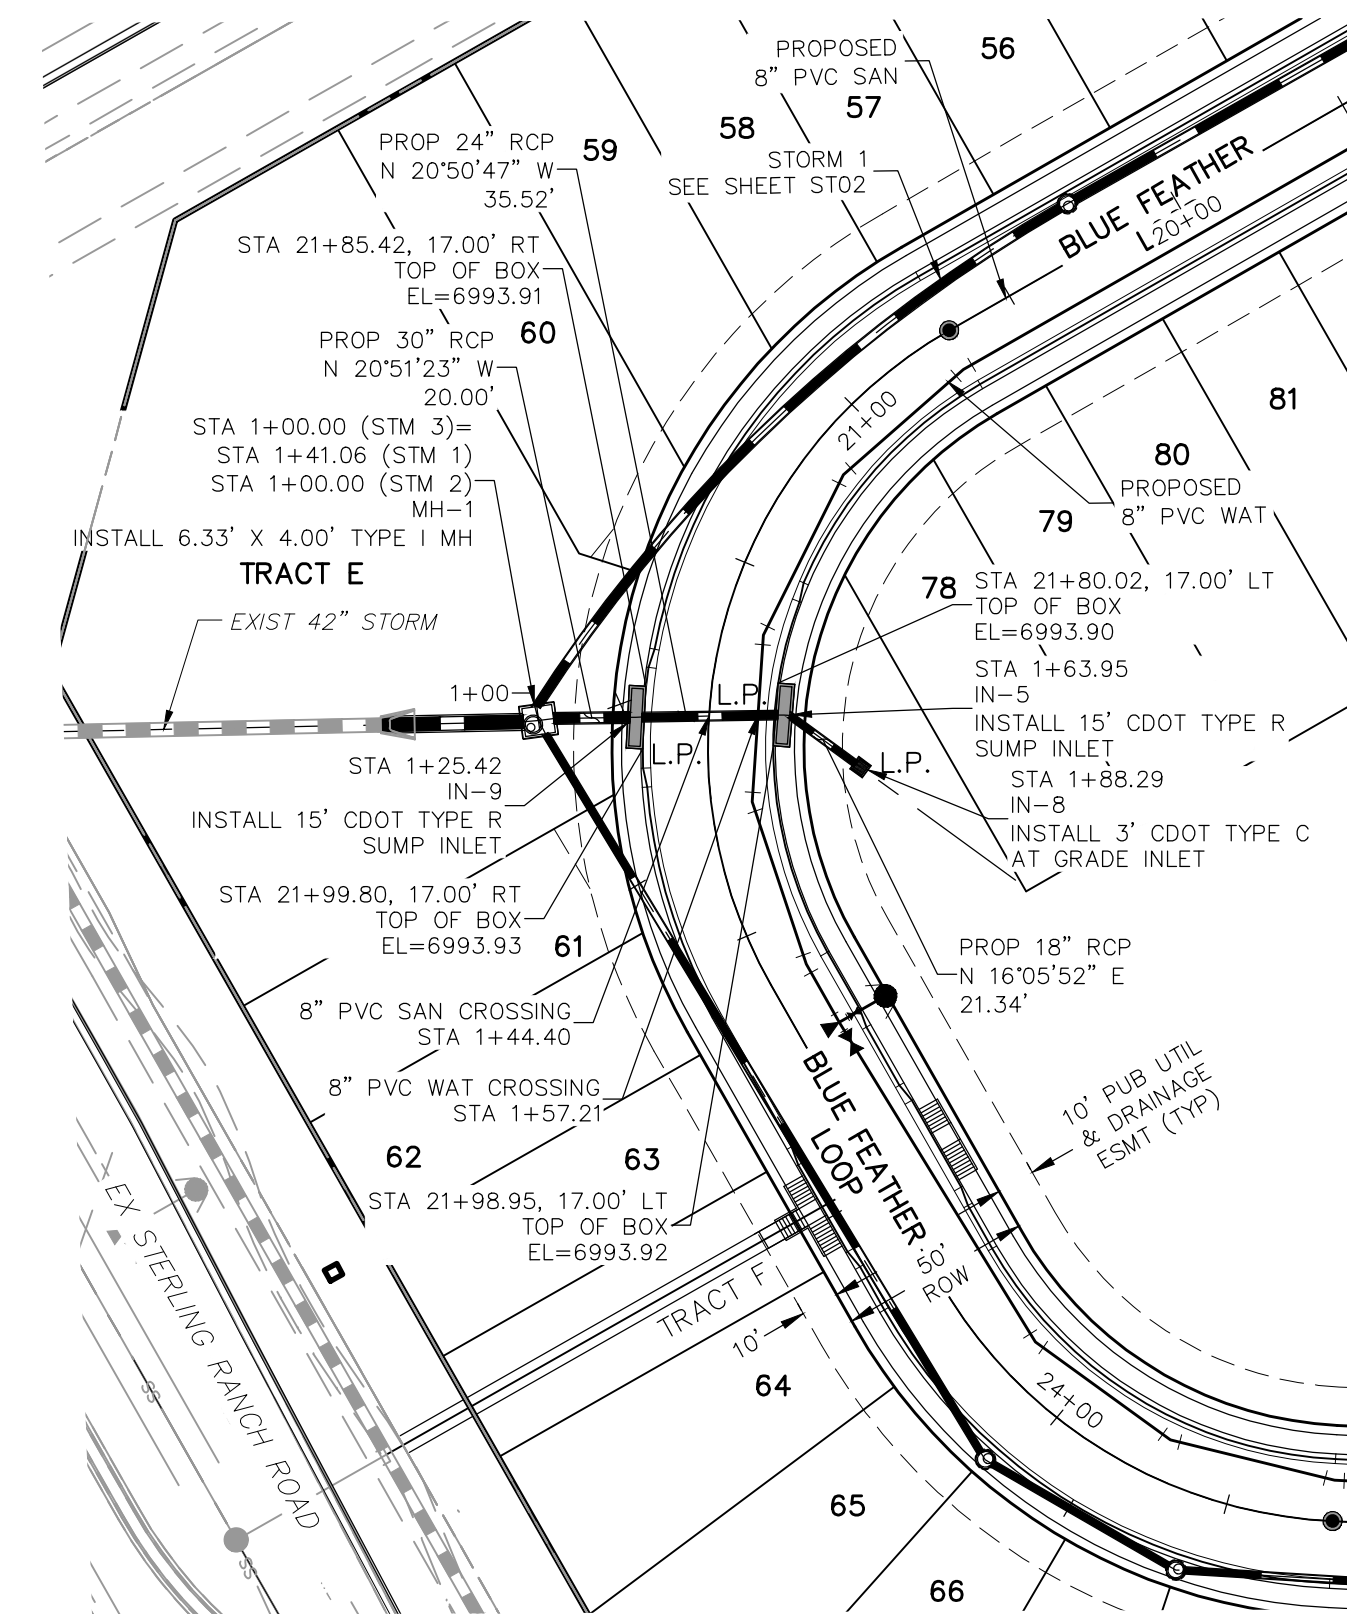 56
PROPOSED
8" PVC SAN
57
58
STORM 1
SEE SHEET ST02
59
PROP 24" RCP
N 20°50'47" W
35.52'
BLUE FEATHER
L20+00
STA 21+85.42, 17.00' RT
TOP OF BOX
EL=6993.91
60
PROP 30" RCP
N 20°51'23" W
20.00'
21+00
81
80
PROPOSED
8" PVC WAT
79
STA 1+00.00 (STM 3)=
STA 1+41.06 (STM 1)
STA 1+00.00 (STM 2)
MH-1
INSTALL 6.33' X 4.00' TYPE I MH
TRACT E
EXIST 42" STORM
78
STA 21+80.02, 17.00' LT
TOP OF BOX
EL=6993.90
STA 1+63.95
IN-5
INSTALL 15' CDOT TYPE R
SUMP INLET
1+00
L.P.
L.P.
L.P.
STA 1+88.29
IN-8
INSTALL 3' CDOT TYPE C
AT GRADE INLET
STA 1+25.42
IN-9
INSTALL 15' CDOT TYPE R
SUMP INLET
STA 21+99.80, 17.00' RT
TOP OF BOX
EL=6993.93
61
PROP 18" RCP
N 16°05'52" E
21.34'
8" PVC SAN CROSSING
STA 1+44.40
8" PVC WAT CROSSING
STA 1+57.21
10' PUB UTIL
& DRAINAGE
ESMT (TYP)
BLUE FEATHER
LOOP
62
63
STA 21+98.95, 17.00' LT
TOP OF BOX
EL=6993.92
50'
ROW
TRACT F
10'
EX STERLING RANCH ROAD
SS
SS
64
24+00
65
66